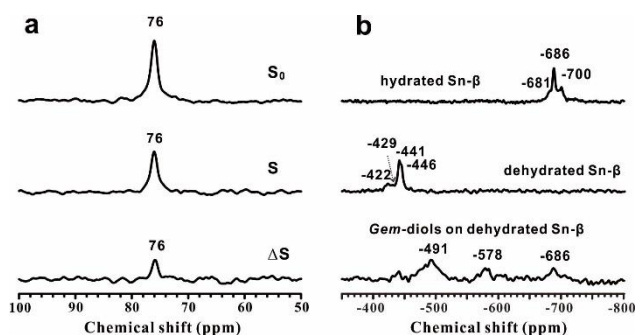 a
76
S₀
76
S
76
ΔS
100 90 80 70 60 50
Chemical shift (ppm)
b
-686
hydrated Sn-β
-681
-700
-429
-441
-422
-446
dehydrated Sn-β
Gem-diols on dehydrated Sn-β
-491
-578
-686
-400 -500 -600 -700 -800
Chemical shift (ppm)